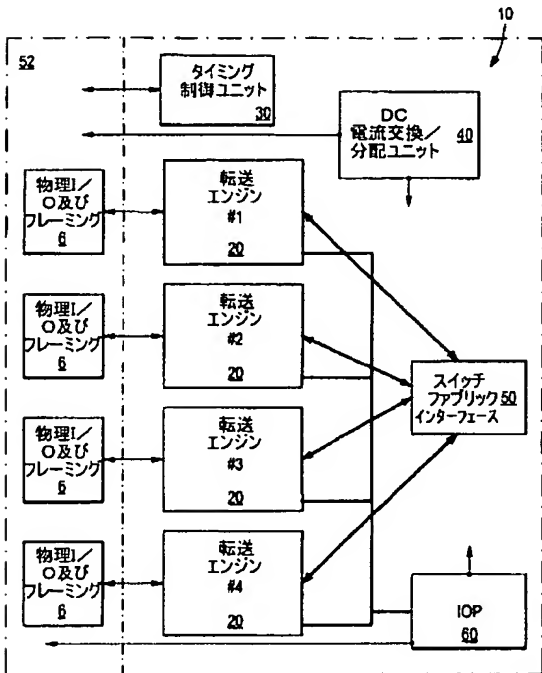 10
52
タイミング
制御ユニット
30
DC
電流交換／
分配ユニット 40
物理I／
O及び
フレーミング
6
転送
エンジン
#1
20
物理I／
O及び
フレーミング
6
転送
エンジン
#2
20
スイッチ
ファブリック 50
インターフェース
物理I／
O及び
フレーミング
6
転送
エンジン
#3
20
物理I／
O及び
フレーミング
6
転送
エンジン
#4
20
IOP
60